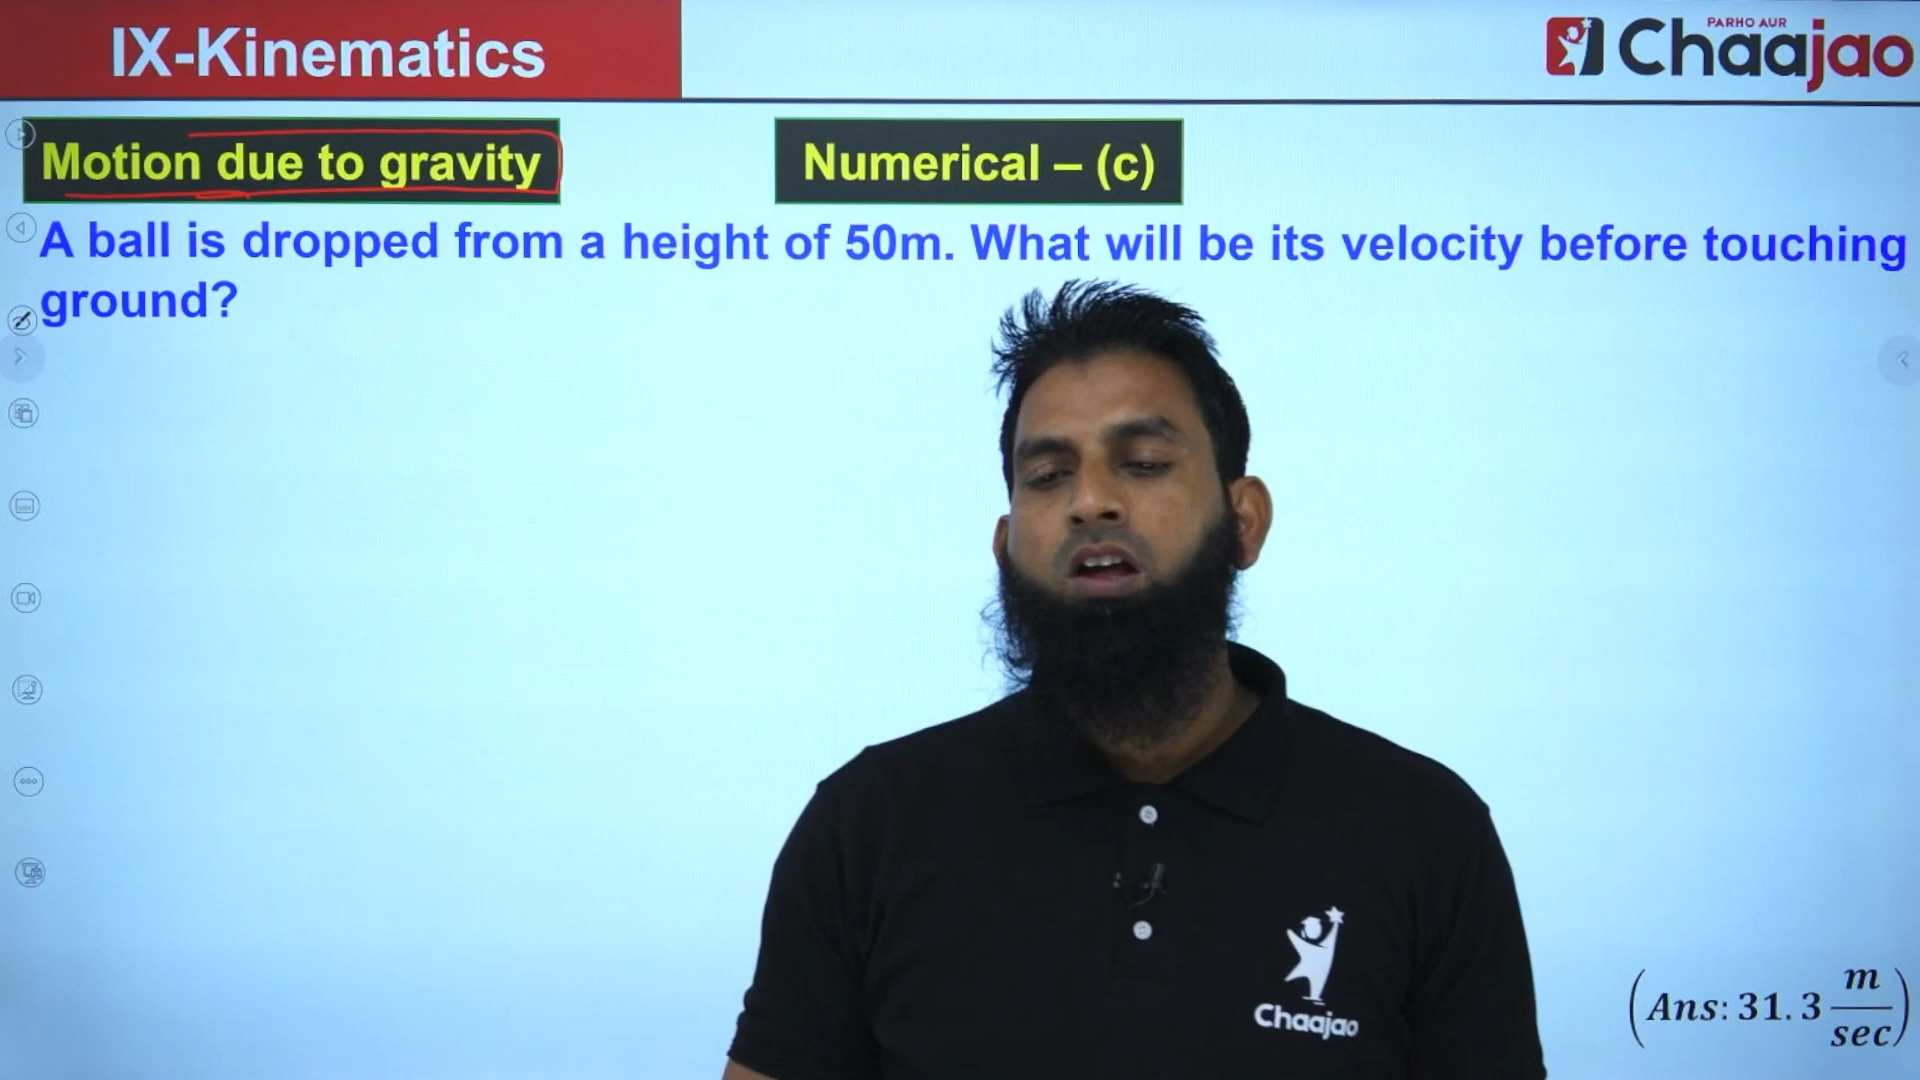 IX-Kinematics
PARHO AUR
Chaajao
Motion due to gravity
Numerical – (c)
A ball is dropped from a height of 50m. What will be its velocity before touching
ground?
Chaajao
(Ans: 31.3 m/sec)